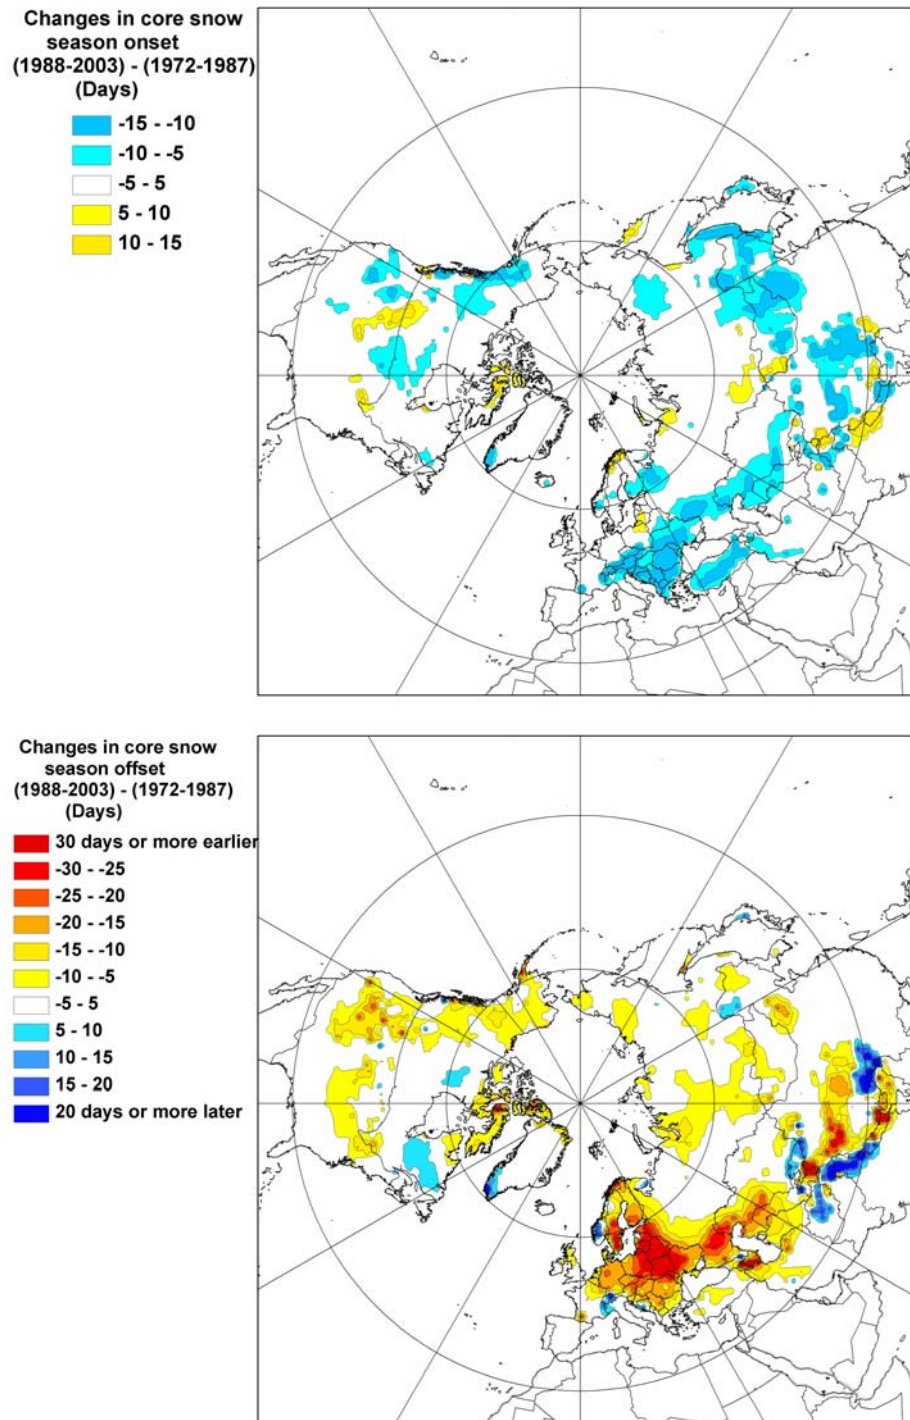 Changes in core snow
season onset
(1988-2003) - (1972-1987)
(Days)
-15 - -10
-10 - -5
-5 - 5
5 - 10
10 - 15
Changes in core snow
season offset
(1988-2003) - (1972-1987)
(Days)
30 days or more earlier
-30 - -25
-25 - -20
-20 - -15
-15 - -10
-10 - -5
-5 - 5
5 - 10
10 - 15
15 - 20
20 days or more later